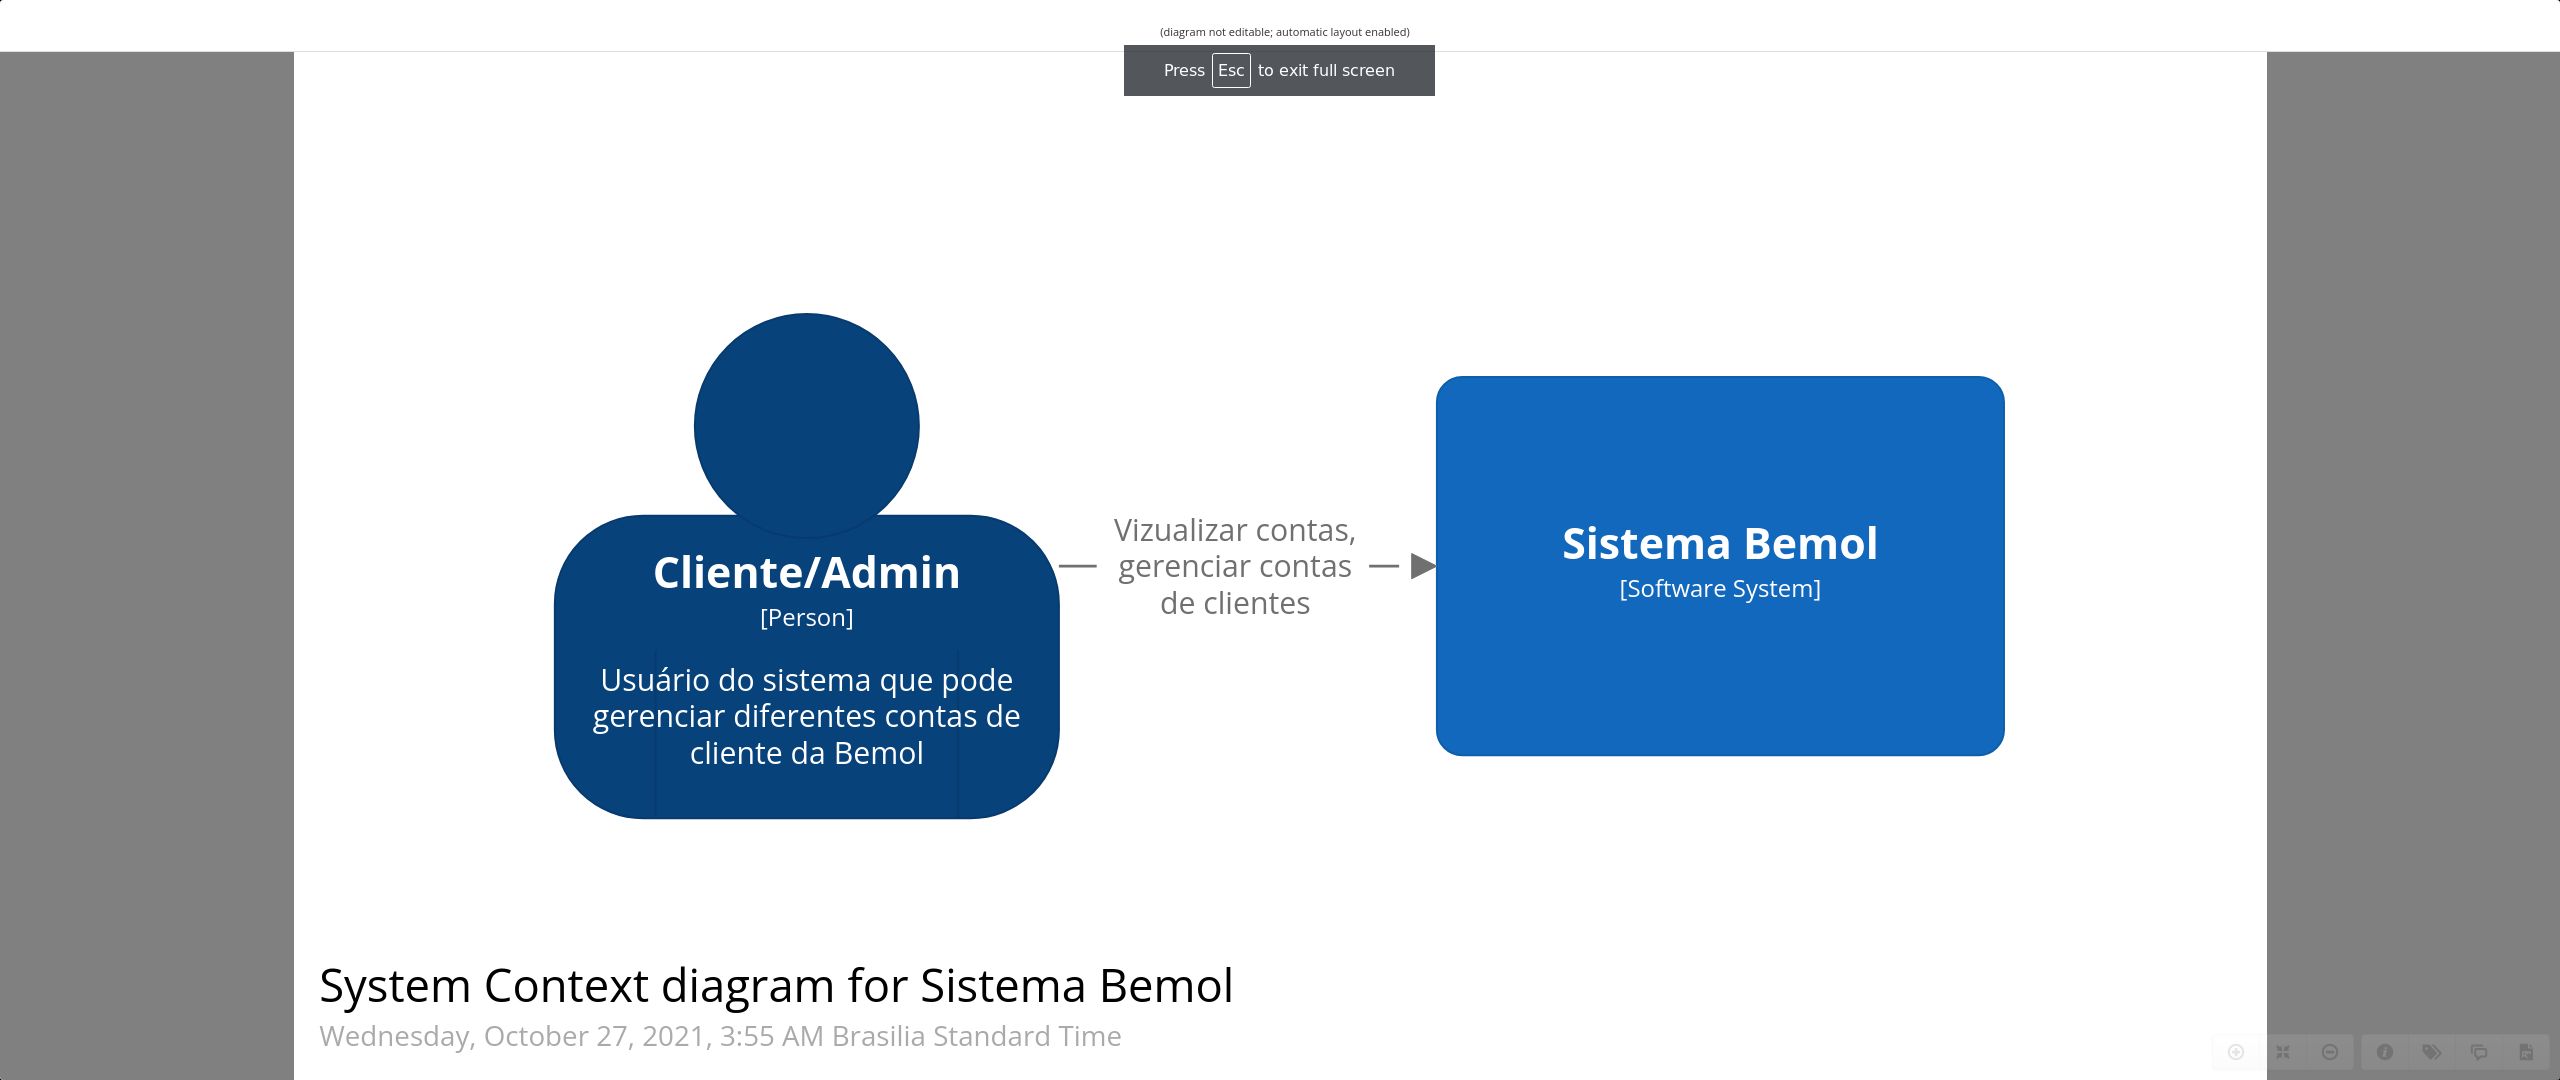 (diagram not editable; automatic layout enabled)
Press Esc to exit full screen
Cliente/Admin
[Person]
Usuário do sistema que pode
gerenciar diferentes contas de
cliente da Bemol
Vizualizar contas,
gerenciar contas
de clientes
Sistema Bemol
[Software System]
System Context diagram for Sistema Bemol
Wednesday, October 27, 2021, 3:55 AM Brasilia Standard Time